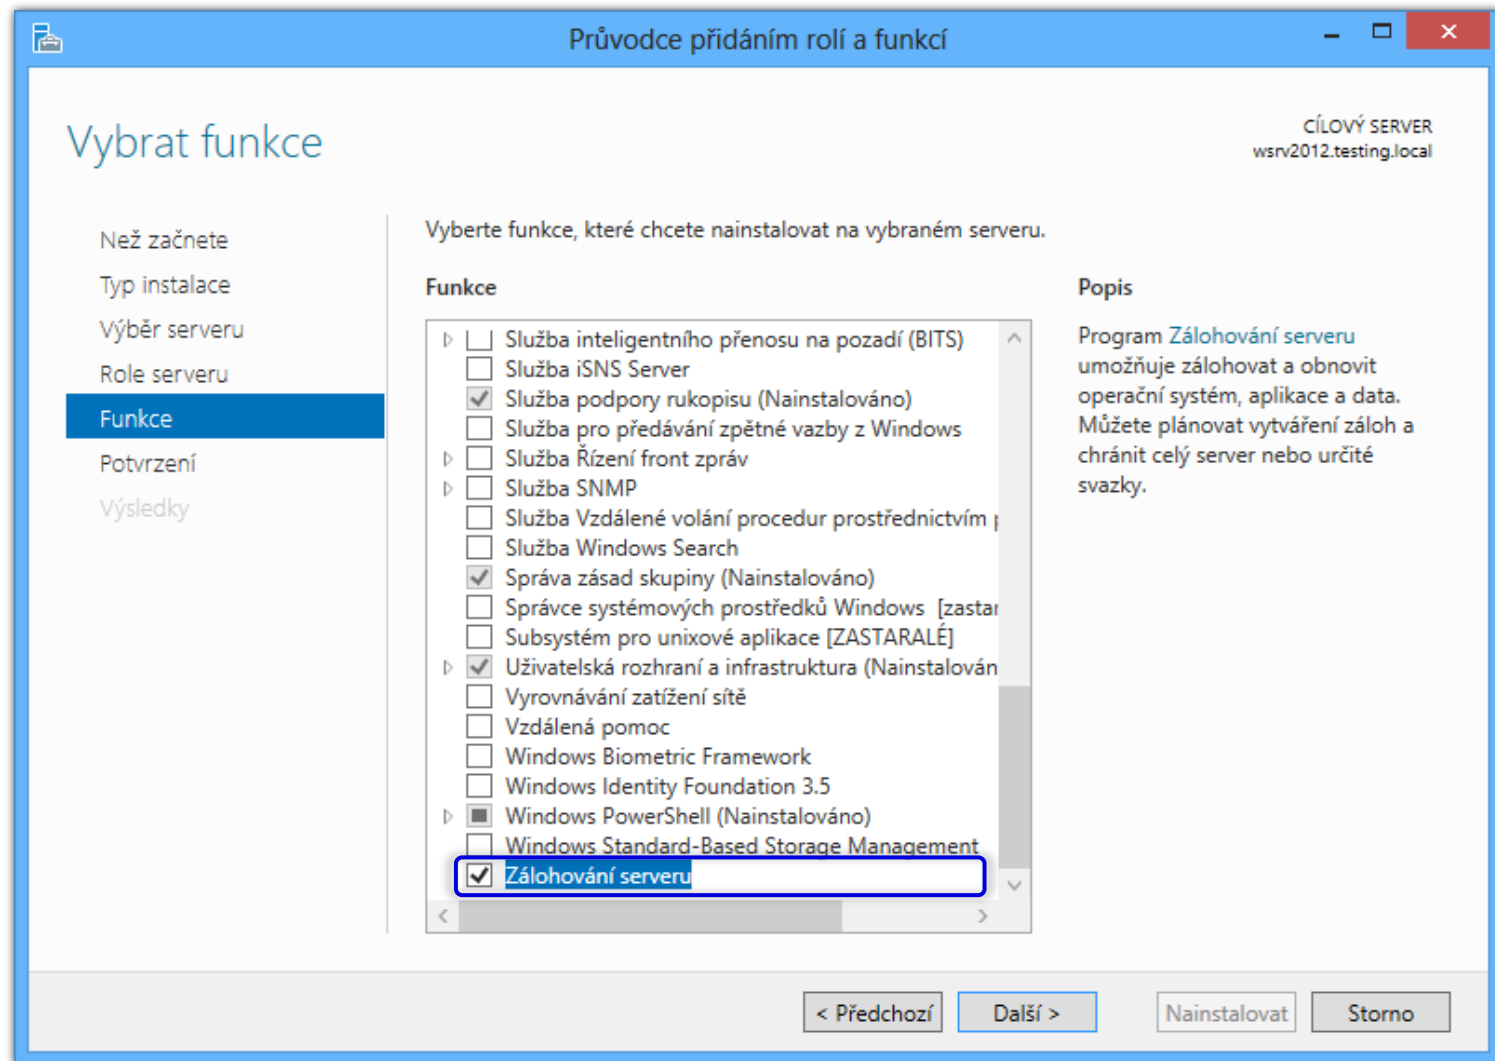 Průvodce přidáním rolí a funkcí
Vybrat funkce
CÍLOVÝ SERVER
wsrv2012.testing.local
Než začnete
Typ instalace
Výběr serveru
Role serveru
Funkce
Potvrzení
Výsledky
Vyberte funkce, které chcete nainstalovat na vybraném serveru.
Funkce
Služba inteligentního přenosu na pozadí (BITS)
Služba iSNS Server
Služba podpory rukopisu (Nainstalováno)
Služba pro předávání zpětné vazby z Windows
Služba Řízení front zpráv
Služba SNMP
Služba Vzdálené volání procedur prostřednictvím p
Služba Windows Search
Správa zásad skupiny (Nainstalováno)
Správce systémových prostředků Windows [zastar
Subsystém pro unixové aplikace [ZASTARALÉ]
Uživatelská rozhraní a infrastruktura (Nainstalován
Vyrovnávání zatížení sítě
Vzdálená pomoc
Windows Biometric Framework
Windows Identity Foundation 3.5
Windows PowerShell (Nainstalováno)
Windows Standard-Based Storage Management
Zálohování serveru
Popis
Program Zálohování serveru
umožňuje zálohovat a obnovit
operační systém, aplikace a data.
Můžete plánovat vytváření záloh a
chránit celý server nebo určité
svazky.
< Předchozí
Další >
Nainstalovat
Storno